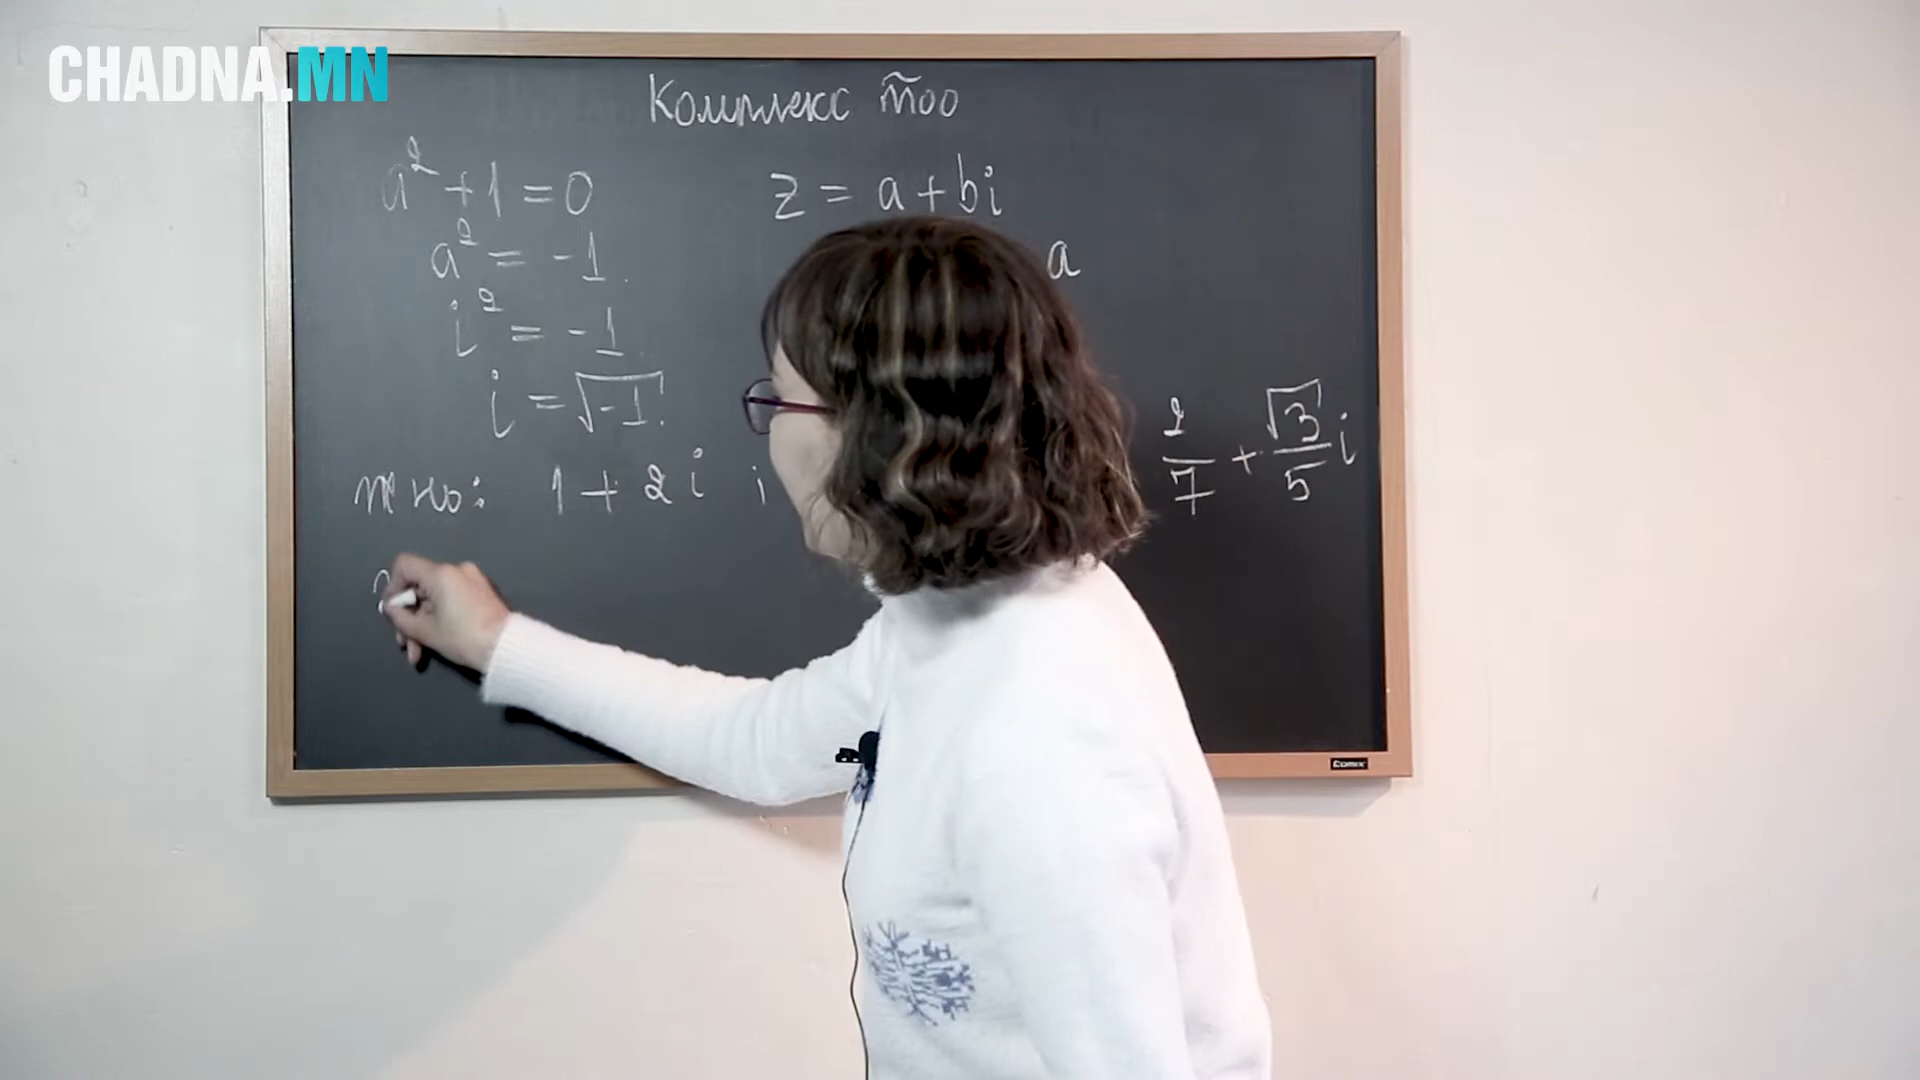 CHADNA.MN
Комплекс тоо
a² + 1 = 0
a² = -1
i² = -1
i = √-1
ж нь: 1 + 2i i
z = a + bi
a
2/7 + √3/5 i
COMIX